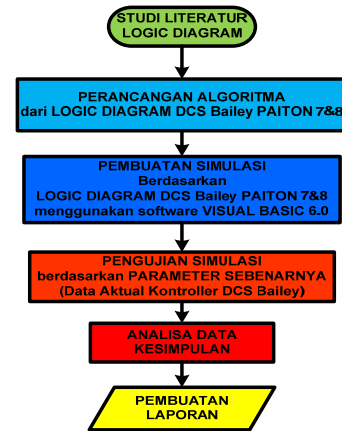 STUDI LITERATUR
LOGIC DIAGRAM
PERANCANGAN ALGORITMA
dari LOGIC DIAGRAM DCS Bailey PAITON 7&8
PEMBUATAN SIMULASI
Berdasarkan
LOGIC DIAGRAM DCS Bailey PAITON 7&8
menggunakan software VISUAL BASIC 6.0
PENGUJIAN SIMULASI
berdasarkan PARAMETER SEBENARNYA
(Data Aktual Kontroller DCS Bailey)
ANALISA DATA
KESIMPULAN
PEMBUATAN
LAPORAN